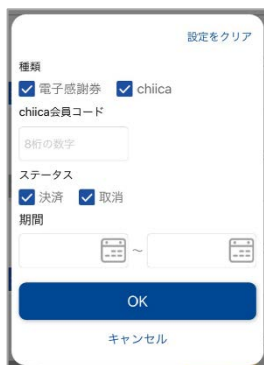 設定をクリア
種類
電子感謝券 chiica
chiica会員コード
8桁の数字
ステータス
決済 取消
期間
~
OK
キャンセル